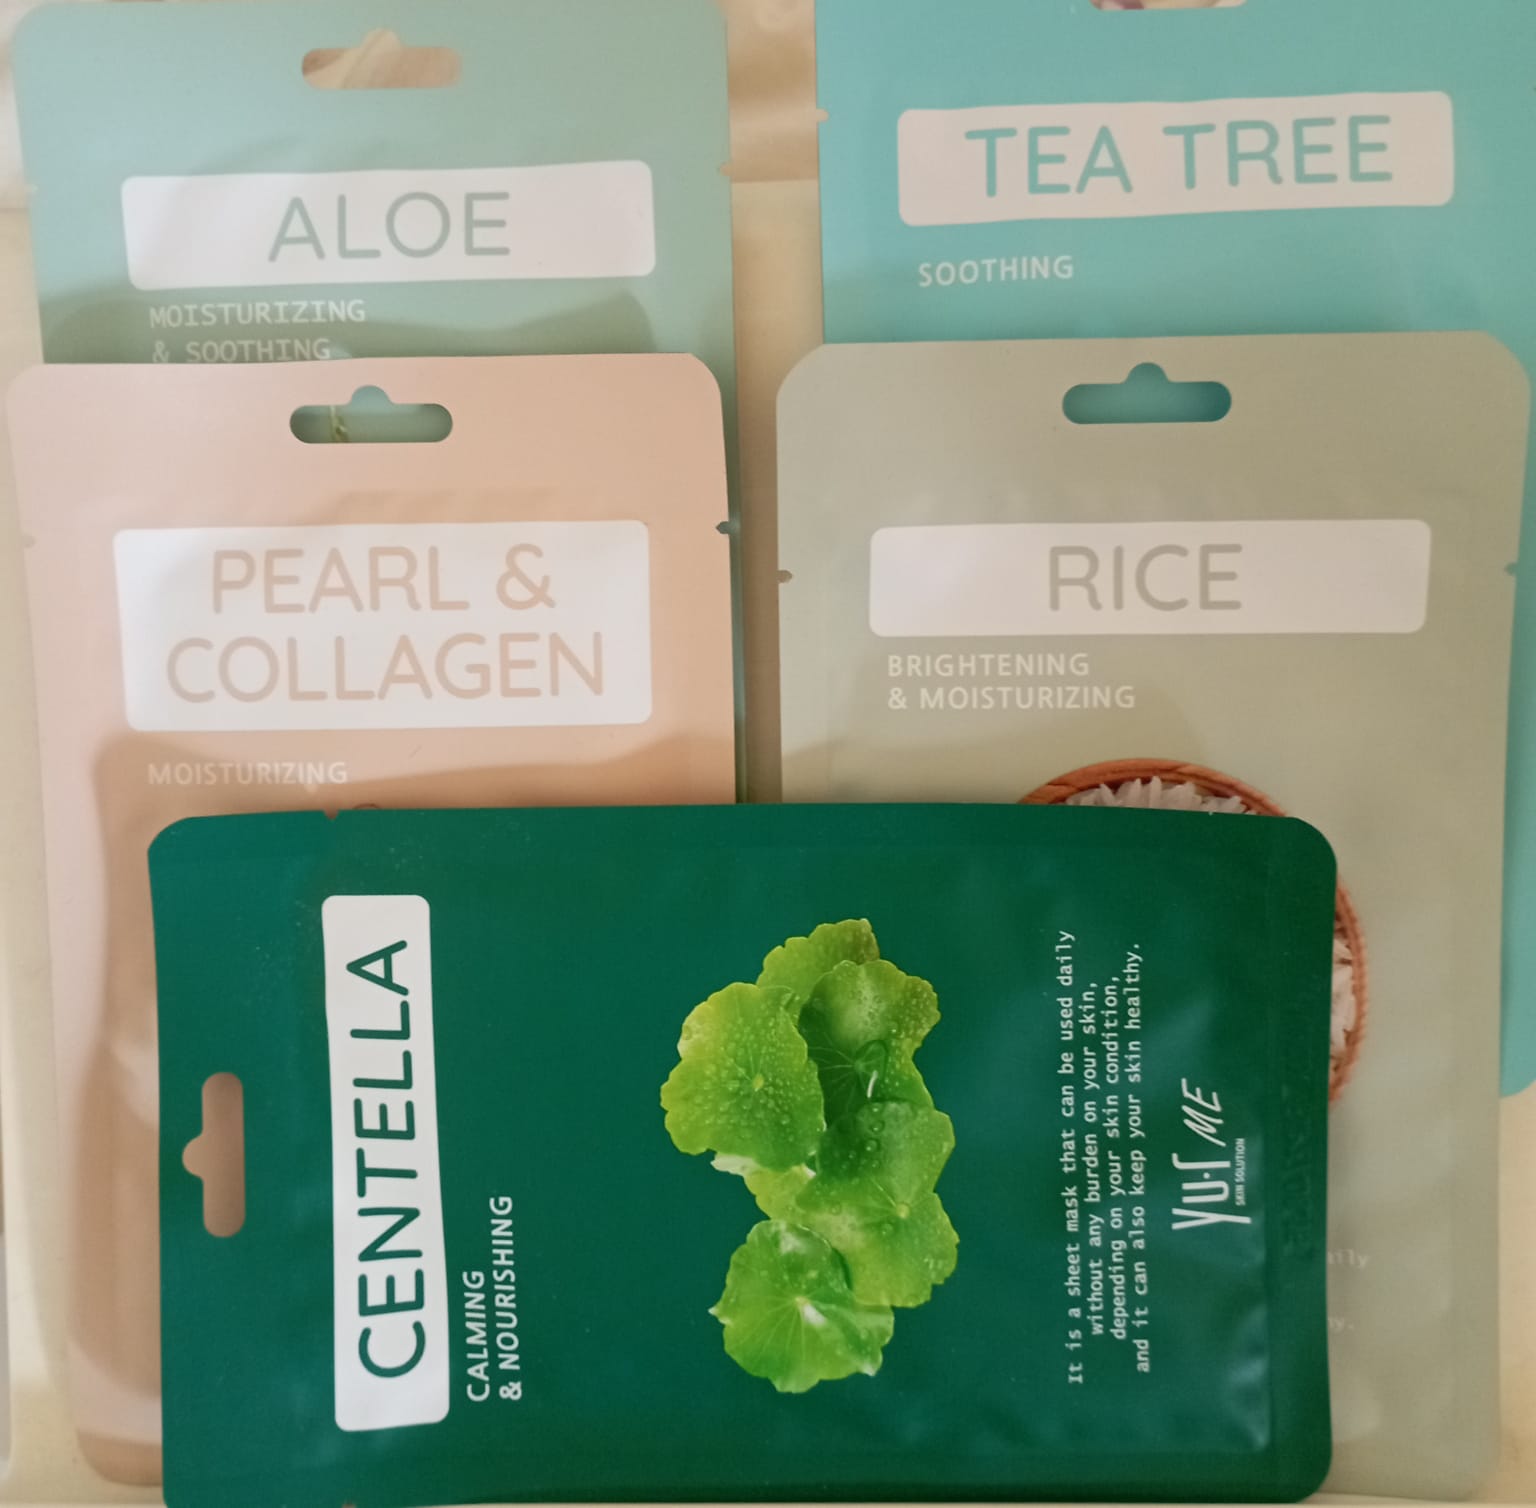 ALOE
MOISTURIZING
& SOOTHING
TEA TREE
SOOTHING
PEARL &
COLLAGEN
MOISTURIZING
RICE
BRIGHTENING
& MOISTURIZING
CENTELLA
CALMING
& NOURISHING
It is a sheet mask that can be used daily
without any burden on your skin,
depending on your skin condition,
and it can also keep your skin healthy.
YU.r ME
SKIN SOLUTION